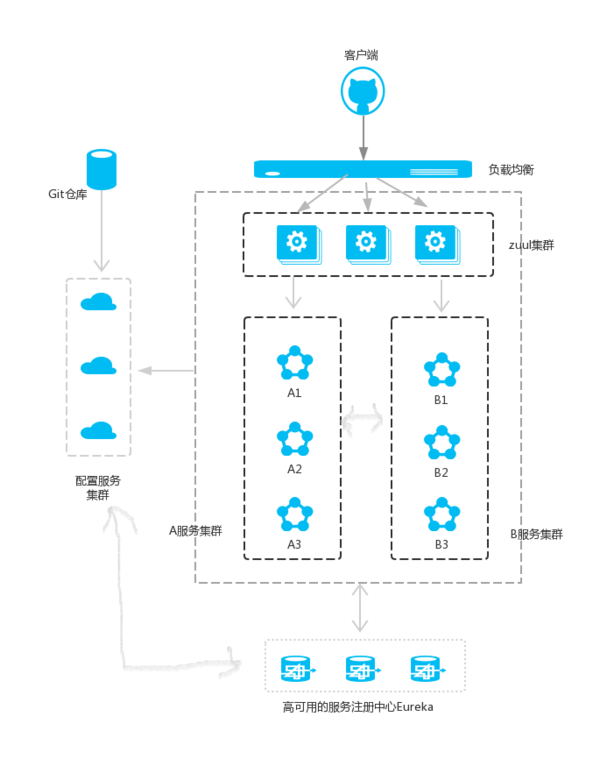 客户端
负载均衡
Git仓库
zuul集群
A1
B1
A2
B2
配置服务
集群
A服务集群
A3
B3
B服务集群
高可用的服务注册中心Eureka